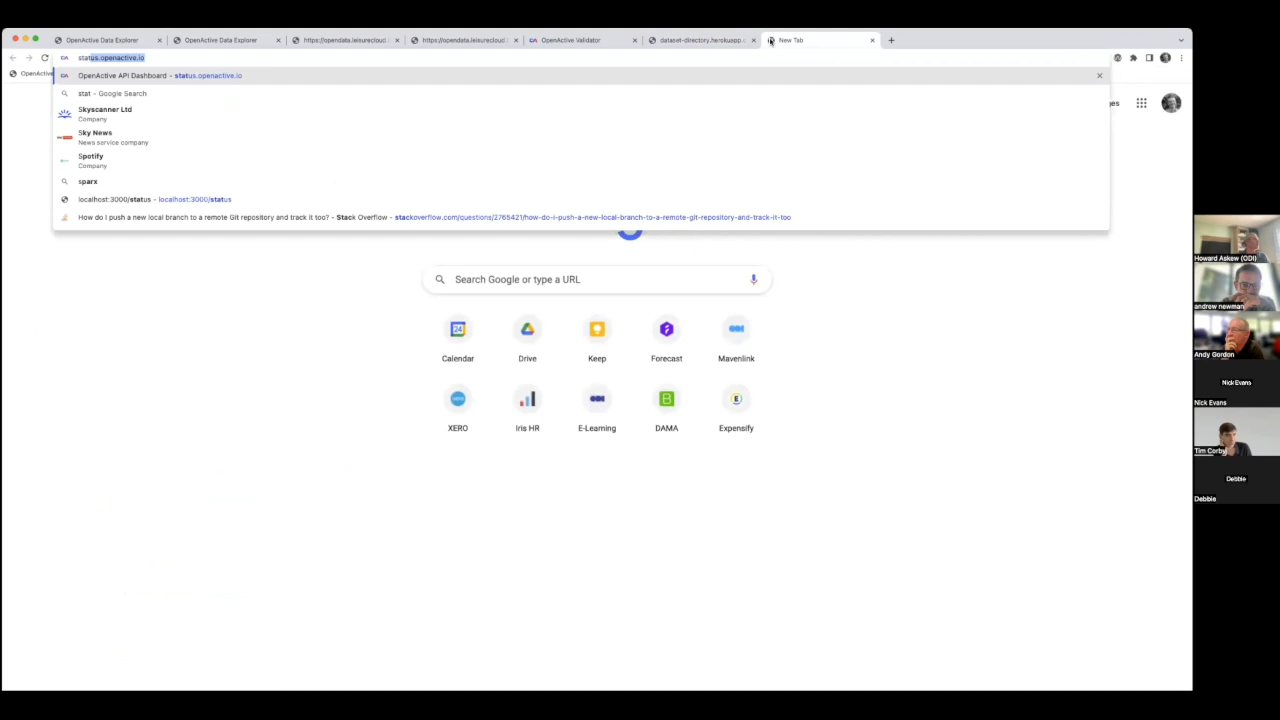 OpenActive Data Explorer
OpenActive Data Explorer
https://opendata.leisurecloud.l
https://opendata.leisurecloud.l
OpenActive Validator
dataset-directory.herokuapp.c
New Tab
status.openactive.io
OpenActive
OpenActive API Dashboard - status.openactive.io
stat - Google Search
Skyscanner Ltd
Company
Sky News
News service company
Spotify
Company
sparx
localhost:3000/status - localhost:3000/status
How do I push a new local branch to a remote Git repository and track it too? - Stack Overflow - stackoverflow.com/questions/2765421/how-do-i-push-a-new-local-branch-to-a-remote-git-repository-and-track-it-too
ges
Search Google or type a URL
Calendar
Drive
Keep
Forecast
Mavenlink
XERO
Iris HR
E-Learning
DAMA
Expensify
Howard Askew (ODI)
andrew newman
Andy Gordon
Nick Evans
Nick Evans
Tim Corby
Debbie
Debbie